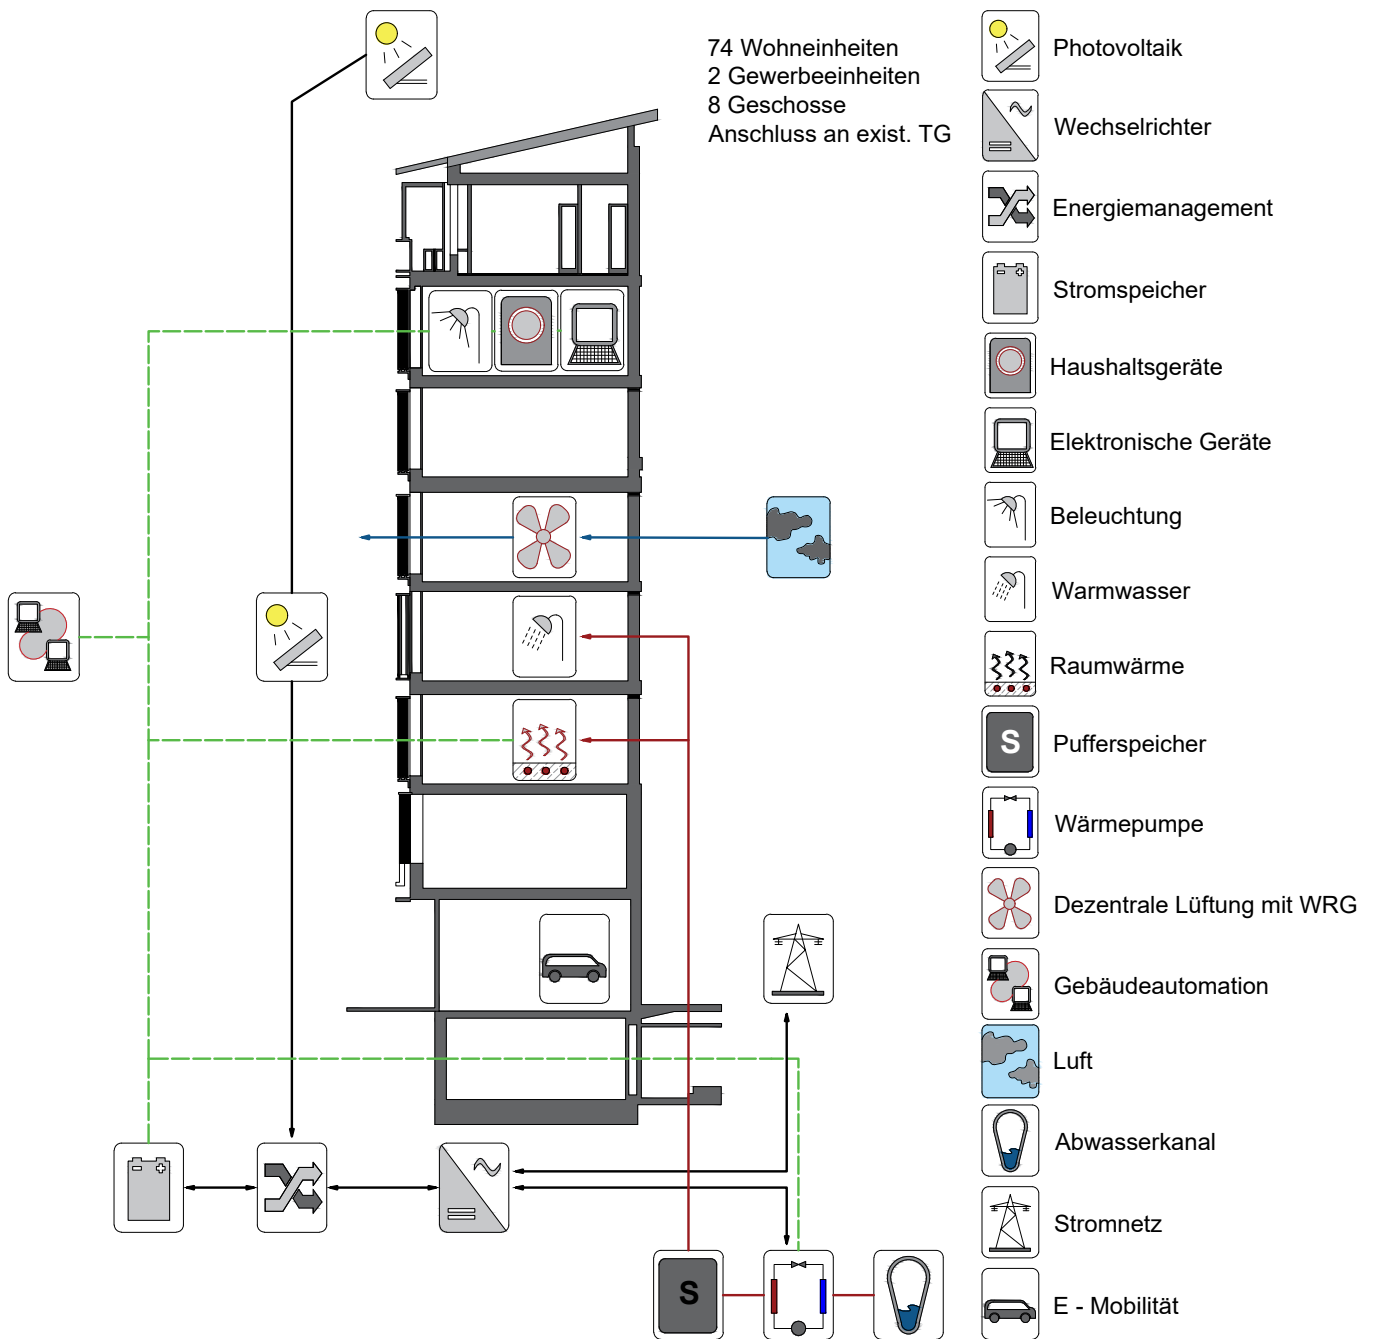 74 Wohneinheiten
2 Gewerbeeinheiten
8 Geschosse
Anschluss an exist. TG
Photovoltaik
Wechselrichter
Energiemanagement
Stromspeicher
Haushaltsgeräte
Elektronische Geräte
Beleuchtung
Warmwasser
Raumwärme
S
Pufferspeicher
Wärmepumpe
Dezentrale Lüftung mit WRG
Gebäudeautomation
Luft
Abwasserkanal
Stromnetz
E - Mobilität
S